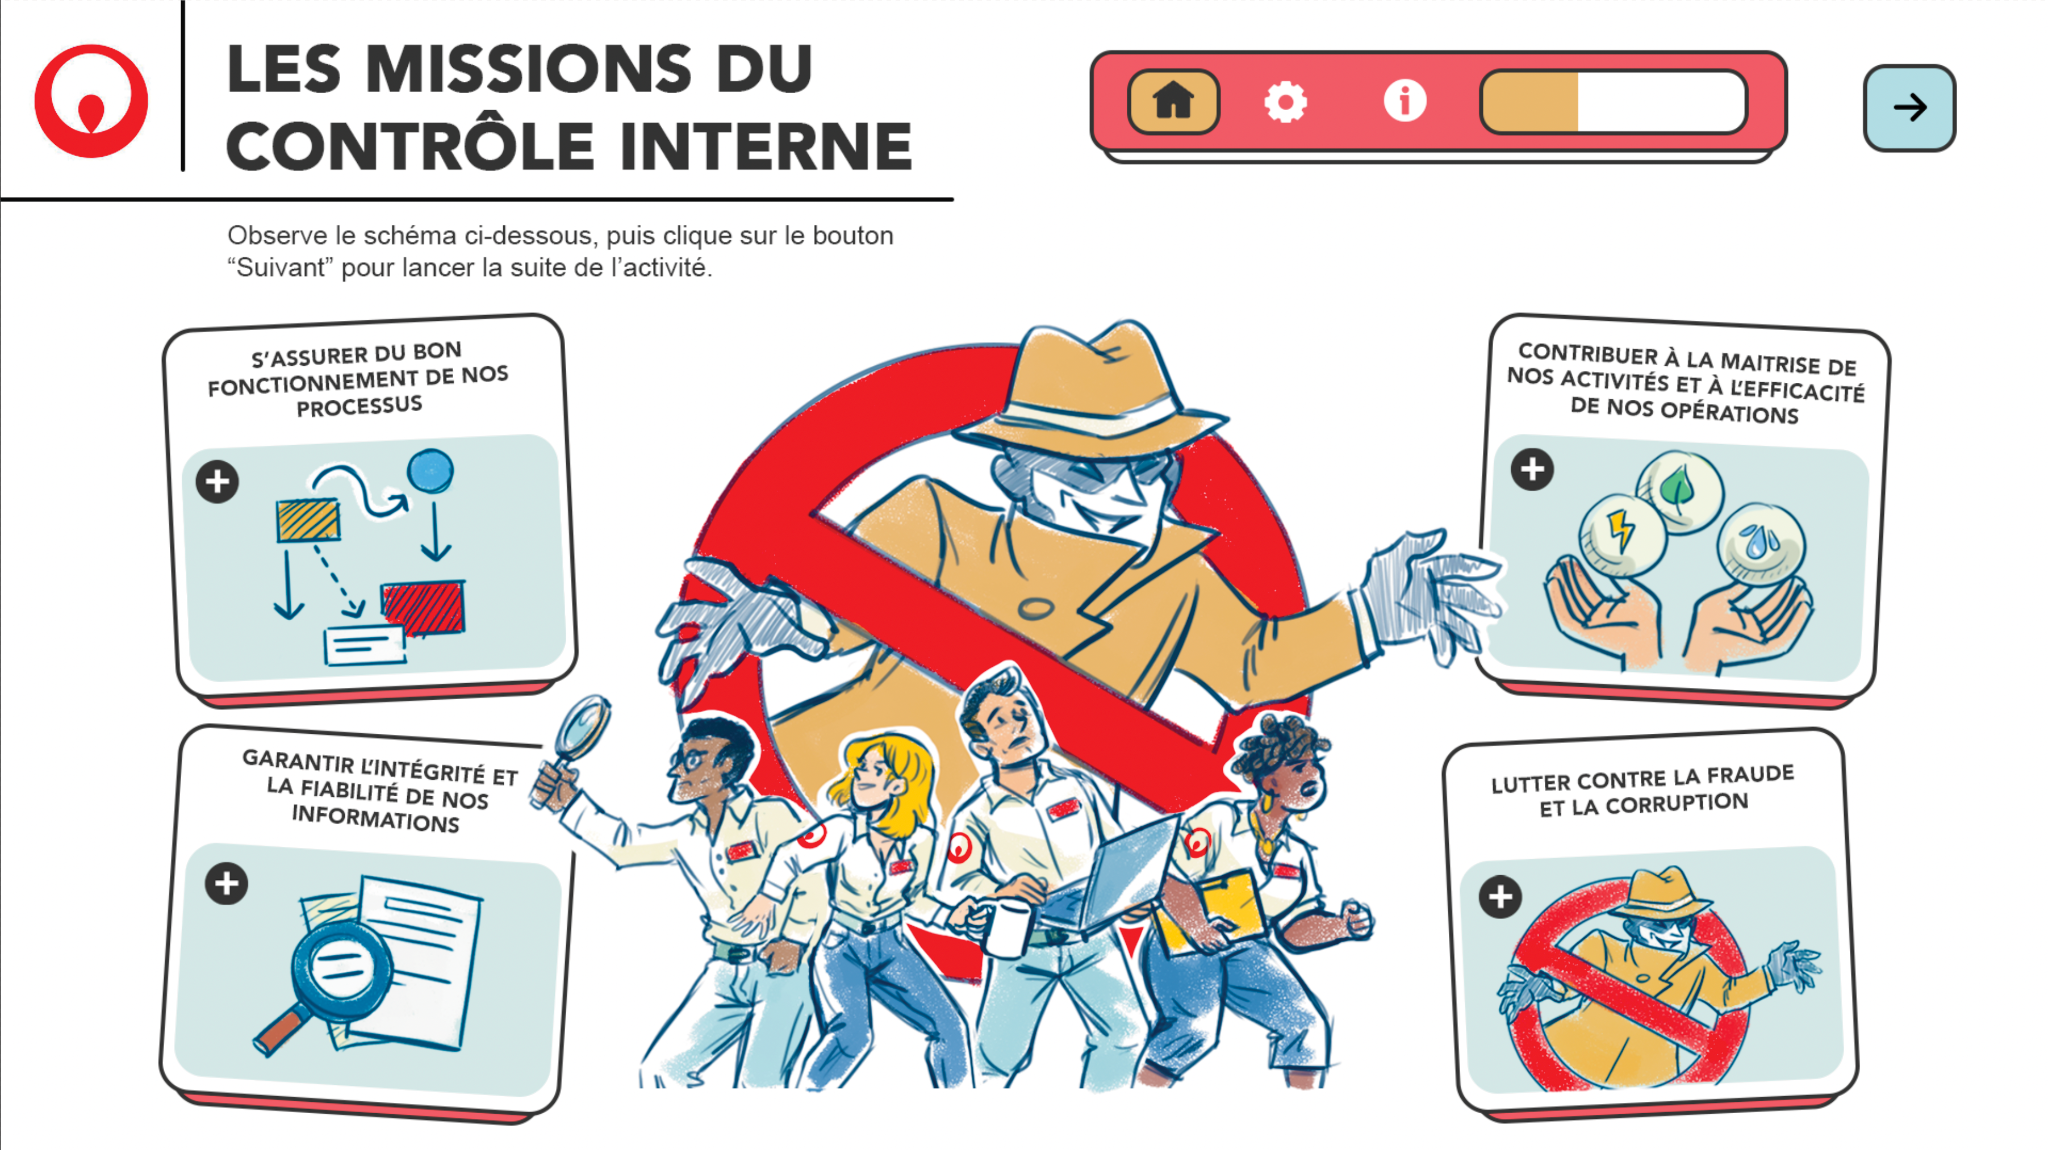 LES MISSIONS DU
CONTRÔLE INTERNE
Observe le schéma ci-dessous, puis clique sur le bouton
“Suivant” pour lancer la suite de l’activité.
S’ASSURER DU BON
FONCTIONNEMENT DE NOS
PROCESSUS
CONTRIBUER À LA MAITRISE DE
NOS ACTIVITÉS ET À L’EFFICACITÉ
DE NOS OPÉRATIONS
GARANTIR L’INTÉGRITÉ ET
LA FIABILITÉ DE NOS
INFORMATIONS
LUTTER CONTRE LA FRAUDE
ET LA CORRUPTION